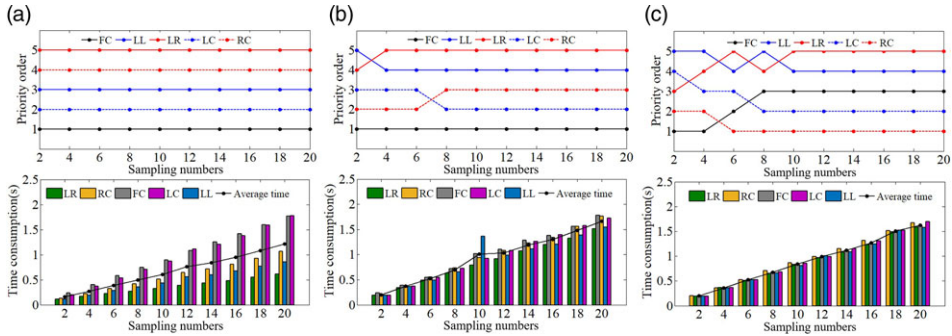 (a)
FC LL LR LC RC
Priority order
5
4
3
2
1
2 4 6 8 10 12 14 16 18 20
Sampling numbers
Time consumption(s)
2.5
2
1.5
1
0.5
0
LR RC FC LC LL Average time
2 4 6 8 10 12 14 16 18 20
Sampling numbers
(b)
FC LL LR LC RC
Priority order
5
4
3
2
1
2 4 6 8 10 12 14 16 18 20
Sampling numbers
Time consumption(s)
2.5
2
1.5
1
0.5
0
LR RC FC LC LL Average time
2 4 6 8 10 12 14 16 18 20
Sampling numbers
(c)
FC LL LR LC RC
Priority order
5
4
3
2
1
2 4 6 8 10 12 14 16 18 20
Sampling numbers
Time consumption(s)
2.5
2
1.5
1
0.5
0
LR RC FC LC LL Average time
2 4 6 8 10 12 14 16 18 20
Sampling numbers